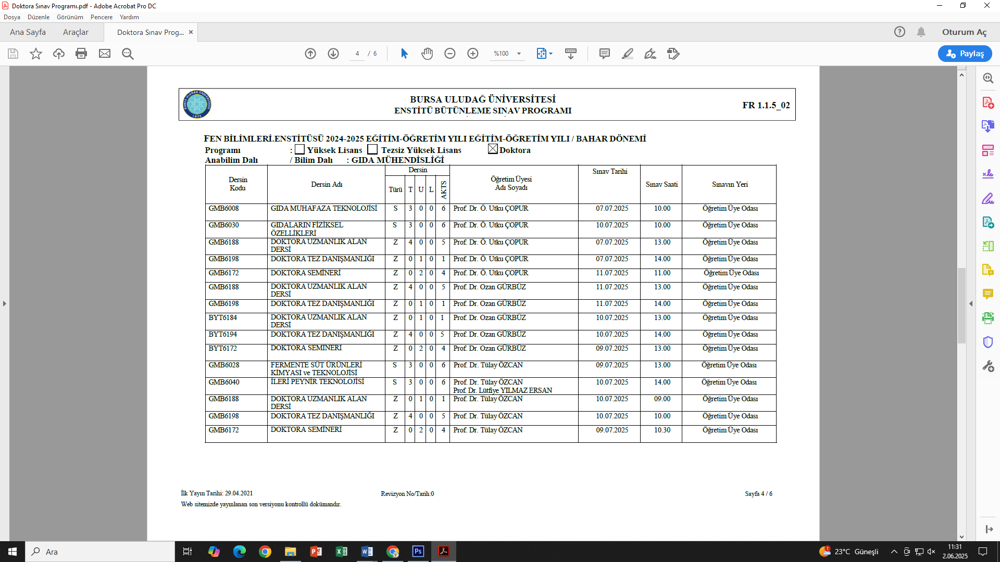 Doktora Sınav Programı.pdf - Adobe Acrobat Pro DC
Dosya Düzenle Görünüm Pencere Yardım
Ana Sayfa Araçlar Doktora Sınav Prog... × Oturum Aç
4 / 6 %100 Paylaş
BURSA ULUDAĞ ÜNİVERSİTESİ
ENSTİTÜ BÜTÜNLEME SINAV PROGRAMI
FR 1.1.5_02
BURSA ULUDAĞ ÜNİVERSİTESİ
1975
FEN BİLİMLERİ.ENSTİTÜSÜ 2024-2025 EĞİTİM-ÖĞRETİM YILI EĞİTİM-ÖĞRETİM YILI / BAHAR DÖNEMİ
Programı : Yüksek Lisans Tezsiz Yüksek Lisans Doktora
Anabilim Dalı / Bilim Dalı : GIDA MÜHENDİSLİĞİ
Dersin Kodu Dersin Adı Dersin Türü T U L AKTS Öğretim Üyesi Adı Soyadı Sınav Tarihi Sınav Saati Sınavın Yeri
GMB6008 GIDA MUHAFAZA TEKNOLOJİSİ S 3 0 0 6 Prof. Dr. Ö. Utku ÇOPUR 07.07.2025 10.00 Öğretim Üye Odası
GMB6030 GIDALARIN FİZİKSEL ÖZELLİKLERİ S 3 0 0 6 Prof. Dr. Ö. Utku ÇOPUR 10.07.2025 10.00 Öğretim Üye Odası
GMB6188 DOKTORA UZMANLIK ALAN DERSİ Z 4 0 0 5 Prof. Dr. Ö. Utku ÇOPUR 07.07.2025 13.00 Öğretim Üye Odası
GMB6198 DOKTORA TEZ DANIŞMANLIĞI Z 0 1 0 1 Prof. Dr. Ö. Utku ÇOPUR 07.07.2025 14.00 Öğretim Üye Odası
GMB6172 DOKTORA SEMİNERİ Z 0 2 0 4 Prof. Dr. Ö. Utku ÇOPUR 11.07.2025 11.00 Öğretim Üye Odası
GMB6188 DOKTORA UZMANLIK ALAN DERSİ Z 4 0 0 5 Prof. Dr. Ozan GÜRBÜZ 11.07.2025 13.00 Öğretim Üye Odası
GMB6198 DOKTORA TEZ DANIŞMANLIĞI Z 0 1 0 1 Prof. Dr. Ozan GÜRBÜZ 11.07.2025 14.00 Öğretim Üye Odası
BYT6184 DOKTORA UZMANLIK ALAN DERSİ Z 0 1 0 1 Prof. Dr. Ozan GÜRBÜZ 10.07.2025 13.00 Öğretim Üye Odası
BYT6194 DOKTORA TEZ DANIŞMANLIĞI Z 4 0 0 5 Prof. Dr. Ozan GÜRBÜZ 10.07.2025 14.00 Öğretim Üye Odası
BYT6172 DOKTORA SEMINERI Z 0 2 0 4 Prof. Dr. Ozan GÜRBÜZ 09.07.2025 13.00 Öğretim Üye Odası
GMB6028 FERMENTE SÜT ÜRÜNLERİ KİMYASI ve TEKNOLOJİSİ S 3 0 0 6 Prof. Dr. Tülay ÖZCAN 09.07.2025 13.00 Öğretim Üye Odası
GMB6040 İLERİ PEYNİR TEKNOLOJİSİ S 3 0 0 6 Prof. Dr. Tülay ÖZCAN Prof. Dr. Lütfiye YILMAZ ERSAN 10.07.2025 14.00 Öğretim Üye Odası
GMB6188 DOKTORA UZMANLIK ALAN DERSİ Z 0 1 0 1 Prof. Dr. Tülay ÖZCAN 10.07.2025 09.00 Öğretim Üye Odası
GMB6198 DOKTORA TEZ DANIŞMANLIĞI Z 4 0 0 5 Prof. Dr. Tülay ÖZCAN 10.07.2025 10.00 Öğretim Üye Odası
GMB6172 DOKTORA SEMİNERİ Z 0 2 0 4 Prof. Dr. Tülay ÖZCAN 09.07.2025 10.30 Öğretim Üye Odası
İlk Yayın Tarihi: 29.04.2021 Revizyon No/Tarih:0 Sayfa 4 / 6
Web sitemizde yayınlanan son versiyonu kontrollü dokümandır.
Ara 23°C Güneşli 11:31
2.06.2025